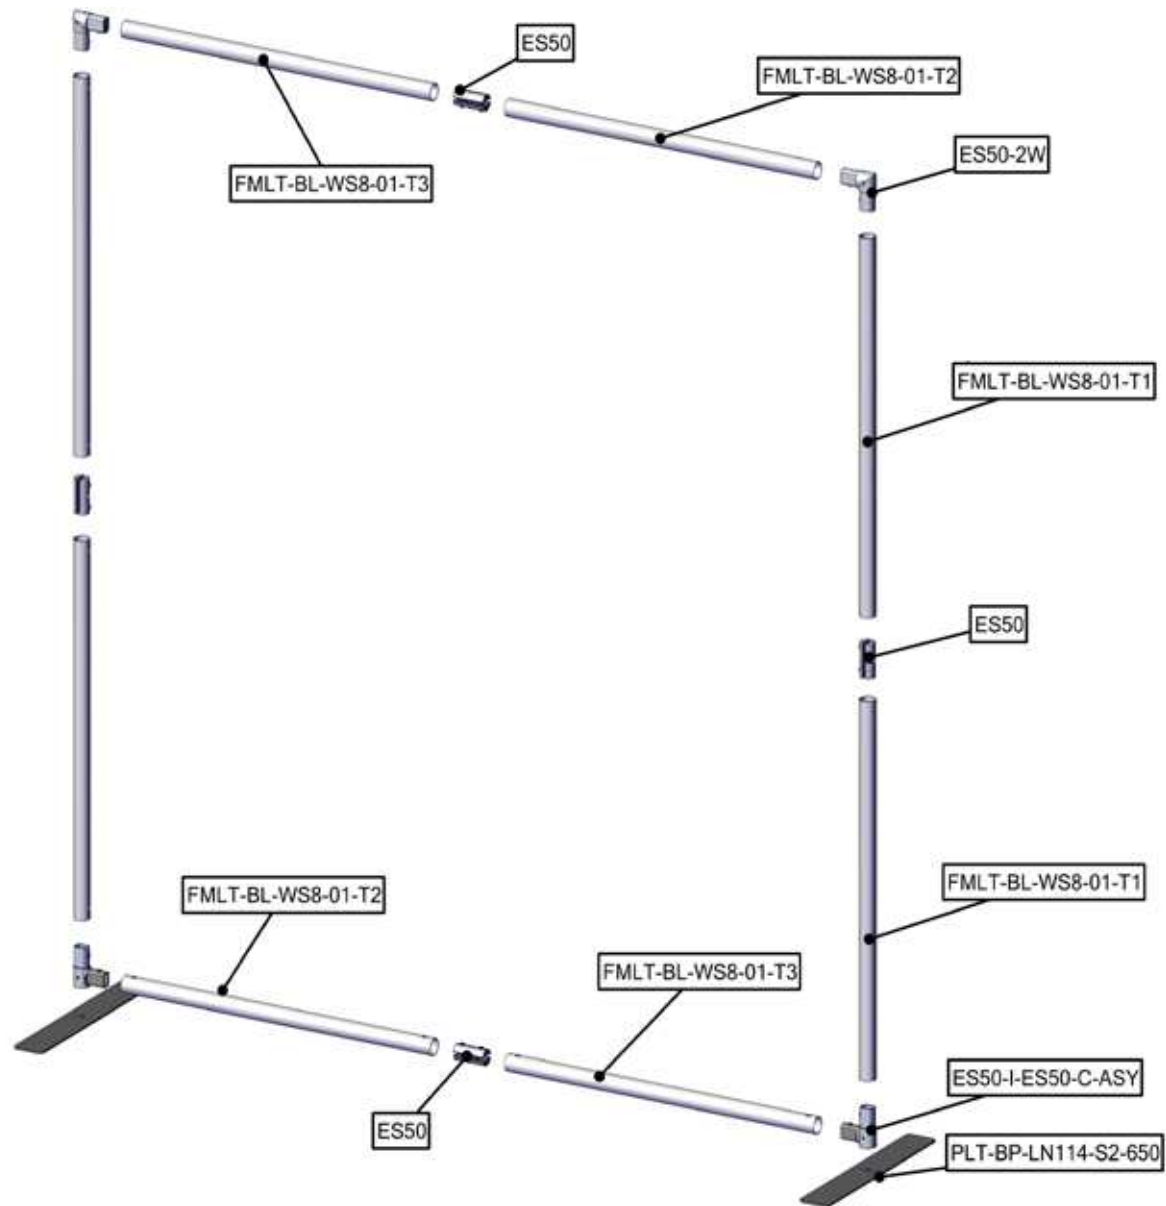 ES50
FMLT-BL-WS8-01-T2
ES50-2W
FMLT-BL-WS8-01-T3
FMLT-BL-WS8-01-T1
ES50
FMLT-BL-WS8-01-T2
FMLT-BL-WS8-01-T1
FMLT-BL-WS8-01-T3
ES50-I-ES50-C-ASY
ES50
PLT-BP-LN114-S2-650